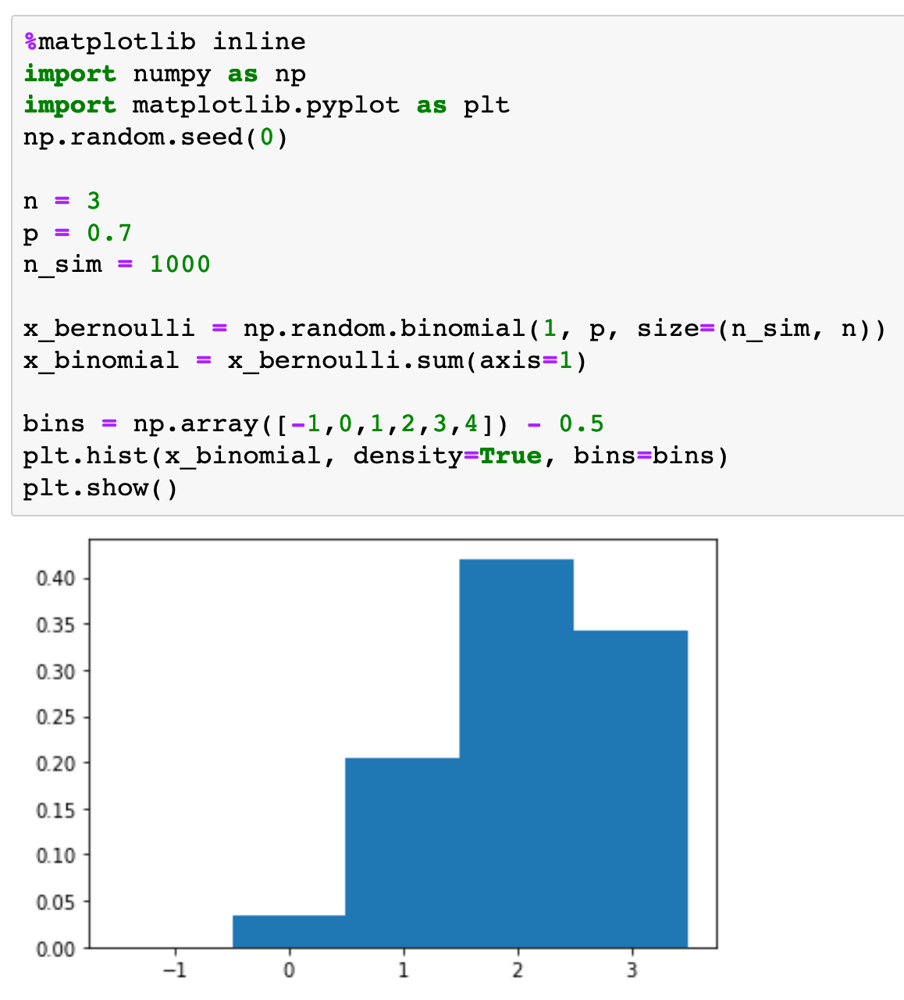 %matplotlib inline
import numpy as np
import matplotlib.pyplot as plt
np.random.seed(0)
n = 3
p = 0.7
n_sim = 1000
x_bernoulli = np.random.binomial(1, p, size=(n_sim, n))
x_binomial = x_bernoulli.sum(axis=1)
bins = np.array([-1,0,1,2,3,4]) - 0.5
plt.hist(x_binomial, density=True, bins=bins)
plt.show()
0.40
0.35
0.30
0.25
0.20
0.15
0.10
0.05
0.00
−1 0 1 2 3